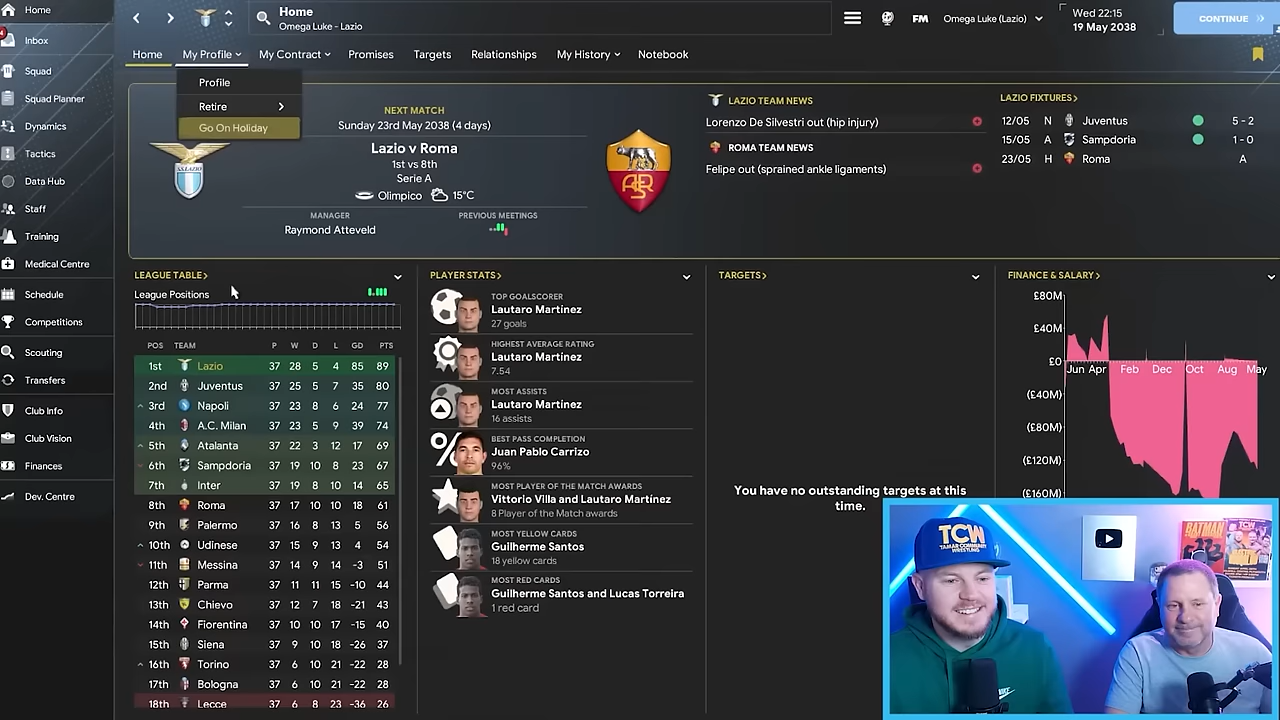 Home
Inbox
Squad
Squad Planner
Dynamics
Tactics
Data Hub
Staff
Training
Medical Centre
Schedule
Competitions
Scouting
Transfers
Club Info
Club Vision
Finances
Dev. Centre
Home
Omega Luke - Lazio
FM
Omega Luke (Lazio)
Wed 22:15
19 May 2038
CONTINUE
Home My Profile My Contract Promises Targets Relationships My History Notebook
Profile
Retire
Go On Holiday
NEXT MATCH
Sunday 23rd May 2038 (4 days)
Lazio v Roma
1st vs 8th
Serie A
Olimpico 15°C
MANAGER
Raymond Atteveld
PREVIOUS MEETINGS
LAZIO TEAM NEWS
Lorenzo De Silvestri out (hip injury)
ROMA TEAM NEWS
Felipe out (sprained ankle ligaments)
LAZIO FIXTURES
12/05 N Juventus 5 - 2
15/05 A Sampdoria 1 - 0
23/05 H Roma A
LEAGUE TABLE
League Positions
POS TEAM P W D L GD PTS
1st Lazio 37 28 5 4 85 89
2nd Juventus 37 25 5 7 35 80
3rd Napoli 37 23 8 6 24 77
4th A.C. Milan 37 23 5 9 39 74
5th Atalanta 37 22 3 12 17 69
6th Sampdoria 37 19 10 8 23 67
7th Inter 37 19 8 10 14 65
8th Roma 37 17 10 10 18 61
9th Palermo 37 16 8 13 5 56
10th Udinese 37 15 9 13 4 54
11th Messina 37 14 9 14 -3 51
12th Parma 37 11 11 15 -10 44
13th Chievo 37 12 7 18 -21 43
14th Fiorentina 37 10 10 17 -15 40
15th Siena 37 9 10 18 -26 37
16th Torino 37 6 10 21 -22 28
17th Bologna 37 6 10 21 -22 28
18th Lecce 37 6 8 23 -36 26
PLAYER STATS
TOP GOALSCORER
Lautaro Martínez
27 goals
HIGHEST AVERAGE RATING
Lautaro Martínez
7.54
MOST ASSISTS
Lautaro Martínez
16 assists
BEST PASS COMPLETION
Juan Pablo Carrizo
96%
MOST PLAYER OF THE MATCH AWARDS
Vittorio Villa and Lautaro Martínez
8 Player of the Match awards
MOST YELLOW CARDS
Guilherme Santos
18 yellow cards
MOST RED CARDS
Guilherme Santos and Lucas Torreira
1 red card
TARGETS
You have no outstanding targets at this
time.
FINANCE & SALARY
£80M
£40M
£0
Jun Apr Feb Dec Oct Aug May
(£40M)
(£80M)
(£120M)
(£160M)
TCW
TAMAR COMMUNITY
WRESTLING
BATMAN
TCW